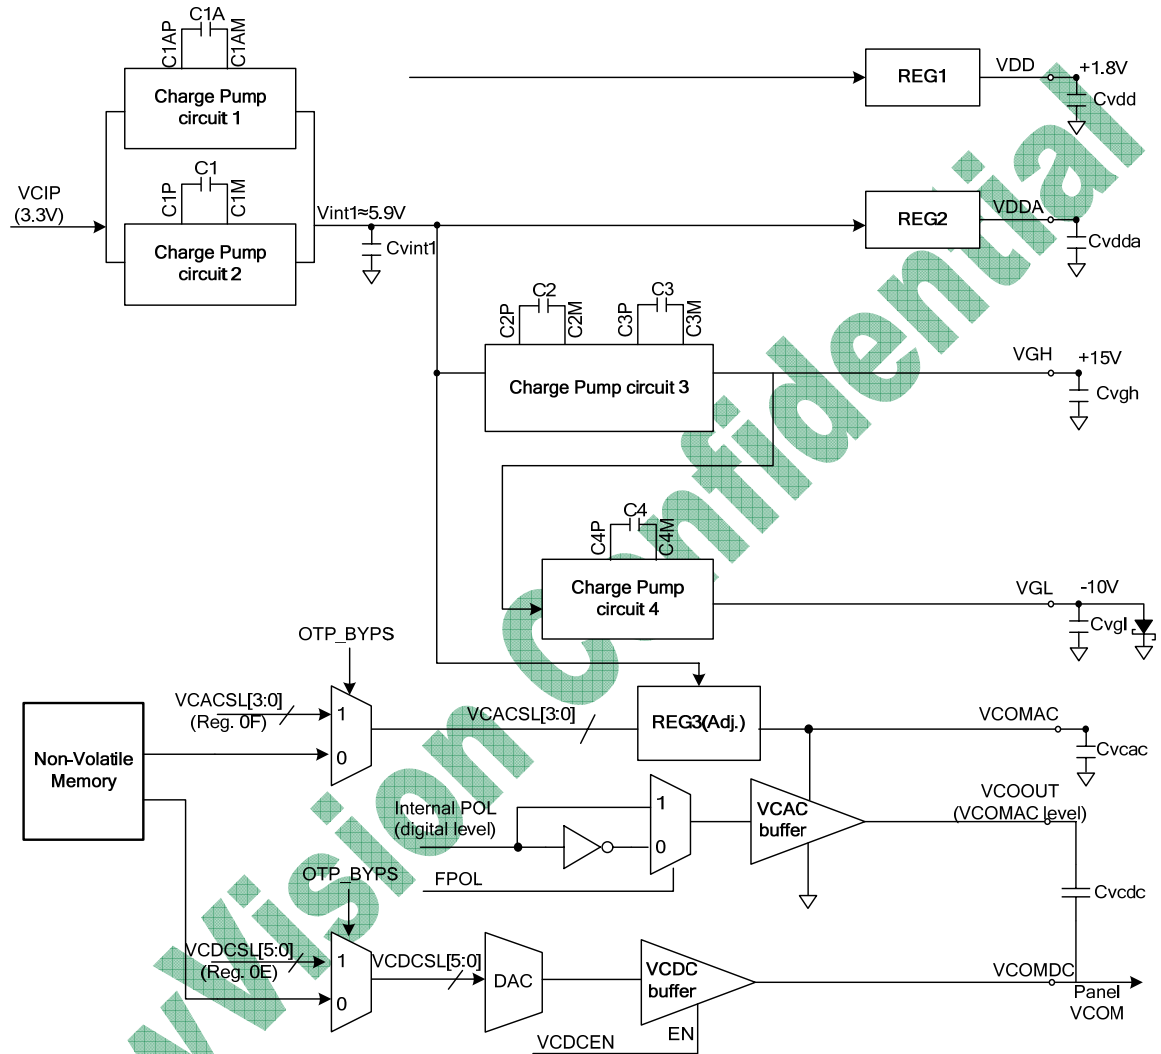 C1A
C1AP
C1AM
Charge Pump
circuit 1
VCIP
(3.3V)
C1
C1P
C1M
Charge Pump
circuit 2
Vint1≈5.9V
Cvint1
REG1
VDD
+1.8V
Cvdd
REG2
VDDA
Cvdda
C2
C2P
C2M
C3
C3P
C3M
Charge Pump circuit 3
VGH
+15V
Cvgh
C4
C4P
C4M
Charge Pump
circuit 4
VGL
-10V
Cvgl
OTP_BYPS
VCACSL[3:0]
(Reg. 0F)
1
0
VCACSL[3:0]
REG3(Adj.)
VCOMAC
Cvcac
Non-Volatile
Memory
Internal POL
(digital level)
1
0
FPOL
VCAC
buffer
VCOOUT
(VCOMAC level)
Cvcdc
OTP_BYPS
VCDCSL[5:0]
(Reg. 0E)
1
0
VCDCSL[5:0]
DAC
VCDC
buffer
EN
VCDCEN
VCOMDC
Panel
VCOM
wVision Confidential